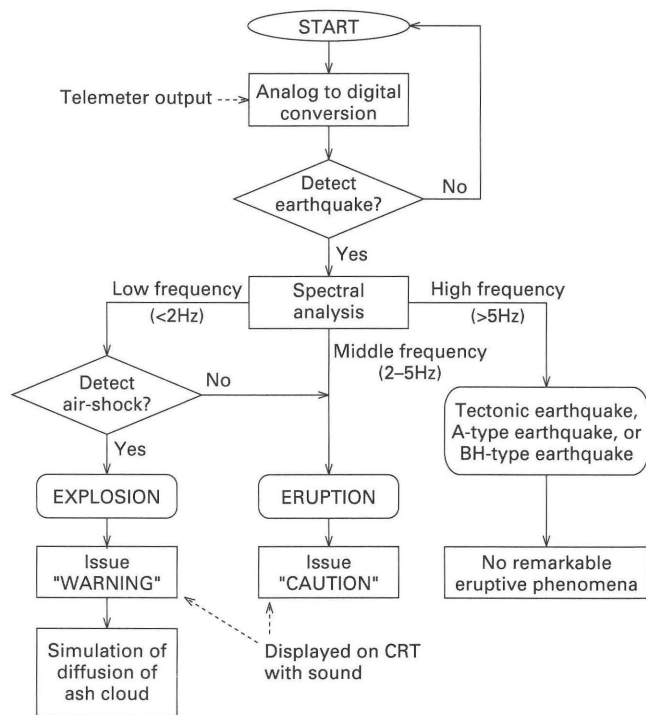 START
Telemeter output
Analog to digital
conversion
Detect
earthquake?
No
Yes
Low frequency
(<2Hz)
Spectral
analysis
High frequency
(>5Hz)
Middle frequency
(2–5Hz)
Detect
air-shock?
No
Yes
Tectonic earthquake,
A-type earthquake, or
BH-type earthquake
EXPLOSION
ERUPTION
Issue
"WARNING"
Issue
"CAUTION"
No remarkable
eruptive phenomena
Simulation of
diffusion of
ash cloud
Displayed on CRT
with sound